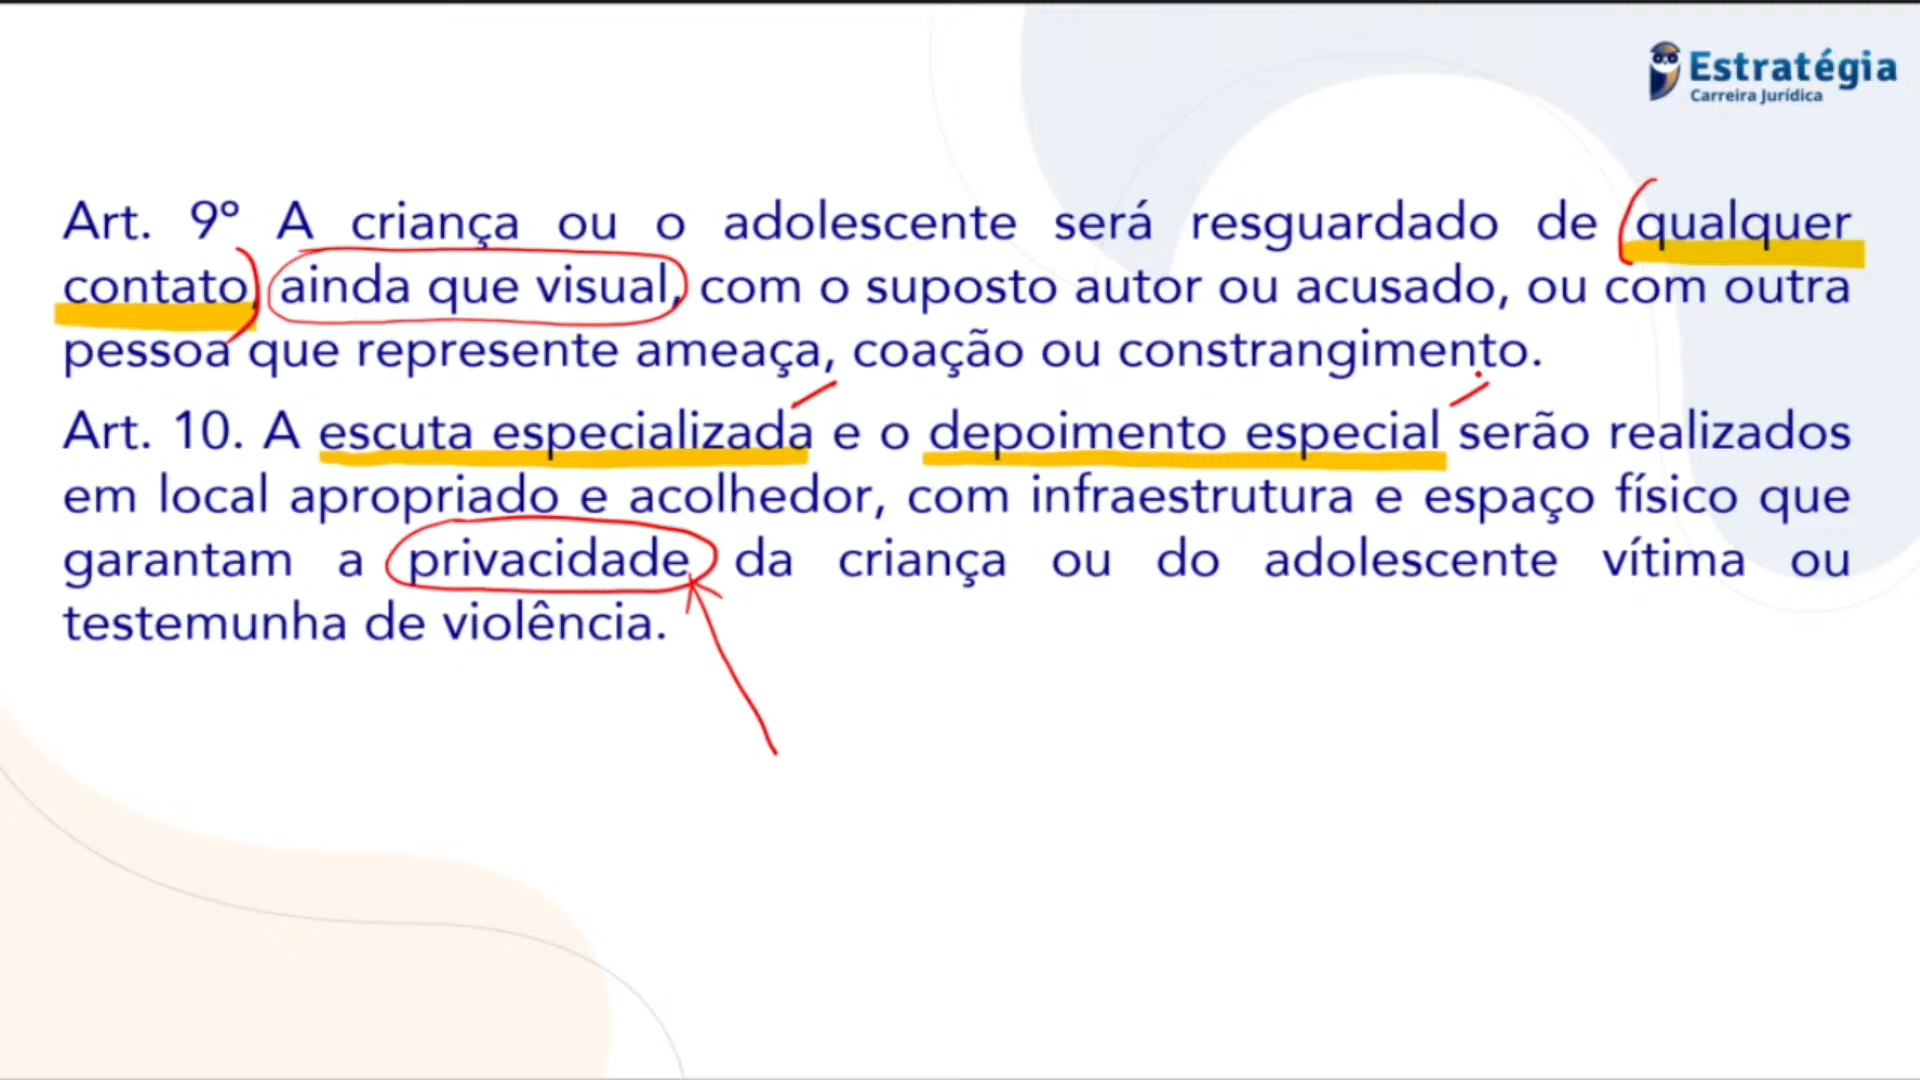 Estratégia
Carreira Jurídica
Art. 9º A criança ou o adolescente será resguardado de qualquer
contato, ainda que visual, com o suposto autor ou acusado, ou com outra
pessoa que represente ameaça, coação ou constrangimento.
Art. 10. A escuta especializada e o depoimento especial serão realizados
em local apropriado e acolhedor, com infraestrutura e espaço físico que
garantam a privacidade da criança ou do adolescente vítima ou
testemunha de violência.